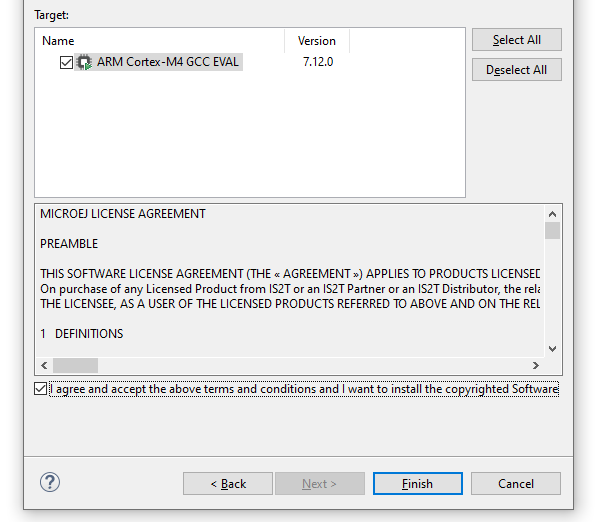 Target:
Name Version
ARM Cortex-M4 GCC EVAL 7.12.0
Select All
Deselect All
MICROEJ LICENSE AGREEMENT
PREAMBLE
THIS SOFTWARE LICENSE AGREEMENT (THE « AGREEMENT ») APPLIES TO PRODUCTS LICENSED
On purchase of any Licensed Product from IS2T or an IS2T Partner or an IS2T Distributor, the rela
THE LICENSEE, AS A USER OF THE LICENSED PRODUCTS REFERRED TO ABOVE AND ON THE REL
1 DEFINITIONS
I agree and accept the above terms and conditions and I want to install the copyrighted Software
? < Back Next > Finish Cancel